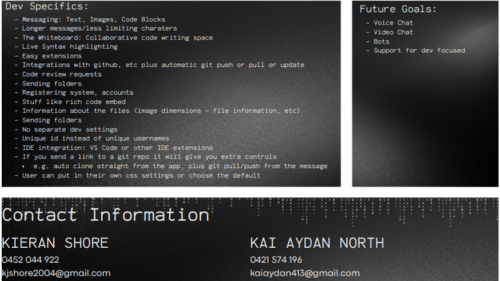 Dev Specifics:
- Messaging: Text, Images, Code Blocks
- Longer messages/less limiting charaters
- The Whiteboard: Collaborative code writing space
- Live Syntax highlighting
- Easy extensions
- Integrations with github, etc plus automatic git push or pull or update
- Code review requests
- Sending folders
- Registering system, accounts
- Stuff like rich code embed
- Information about the files (image dimensions - file information, etc)
- Sending folders
- No separate dev settings
- Unique id instead of unique usernames
- IDE integration: VS Code or other IDE extensions
- If you send a link to a git repo it will give you extra controls
• e.g. auto clone straight from the app, plus git pull/push from the message
- User can put in their own css settings or choose the default
Future Goals:
- Voice Chat
- Video Chat
- Bots
- Support for dev focused
Contact Information
KIERAN SHORE
0452 044 922
kjshore2004@gmail.com
KAI AYDAN NORTH
0421 574 196
kaiaydan413@gmail.com